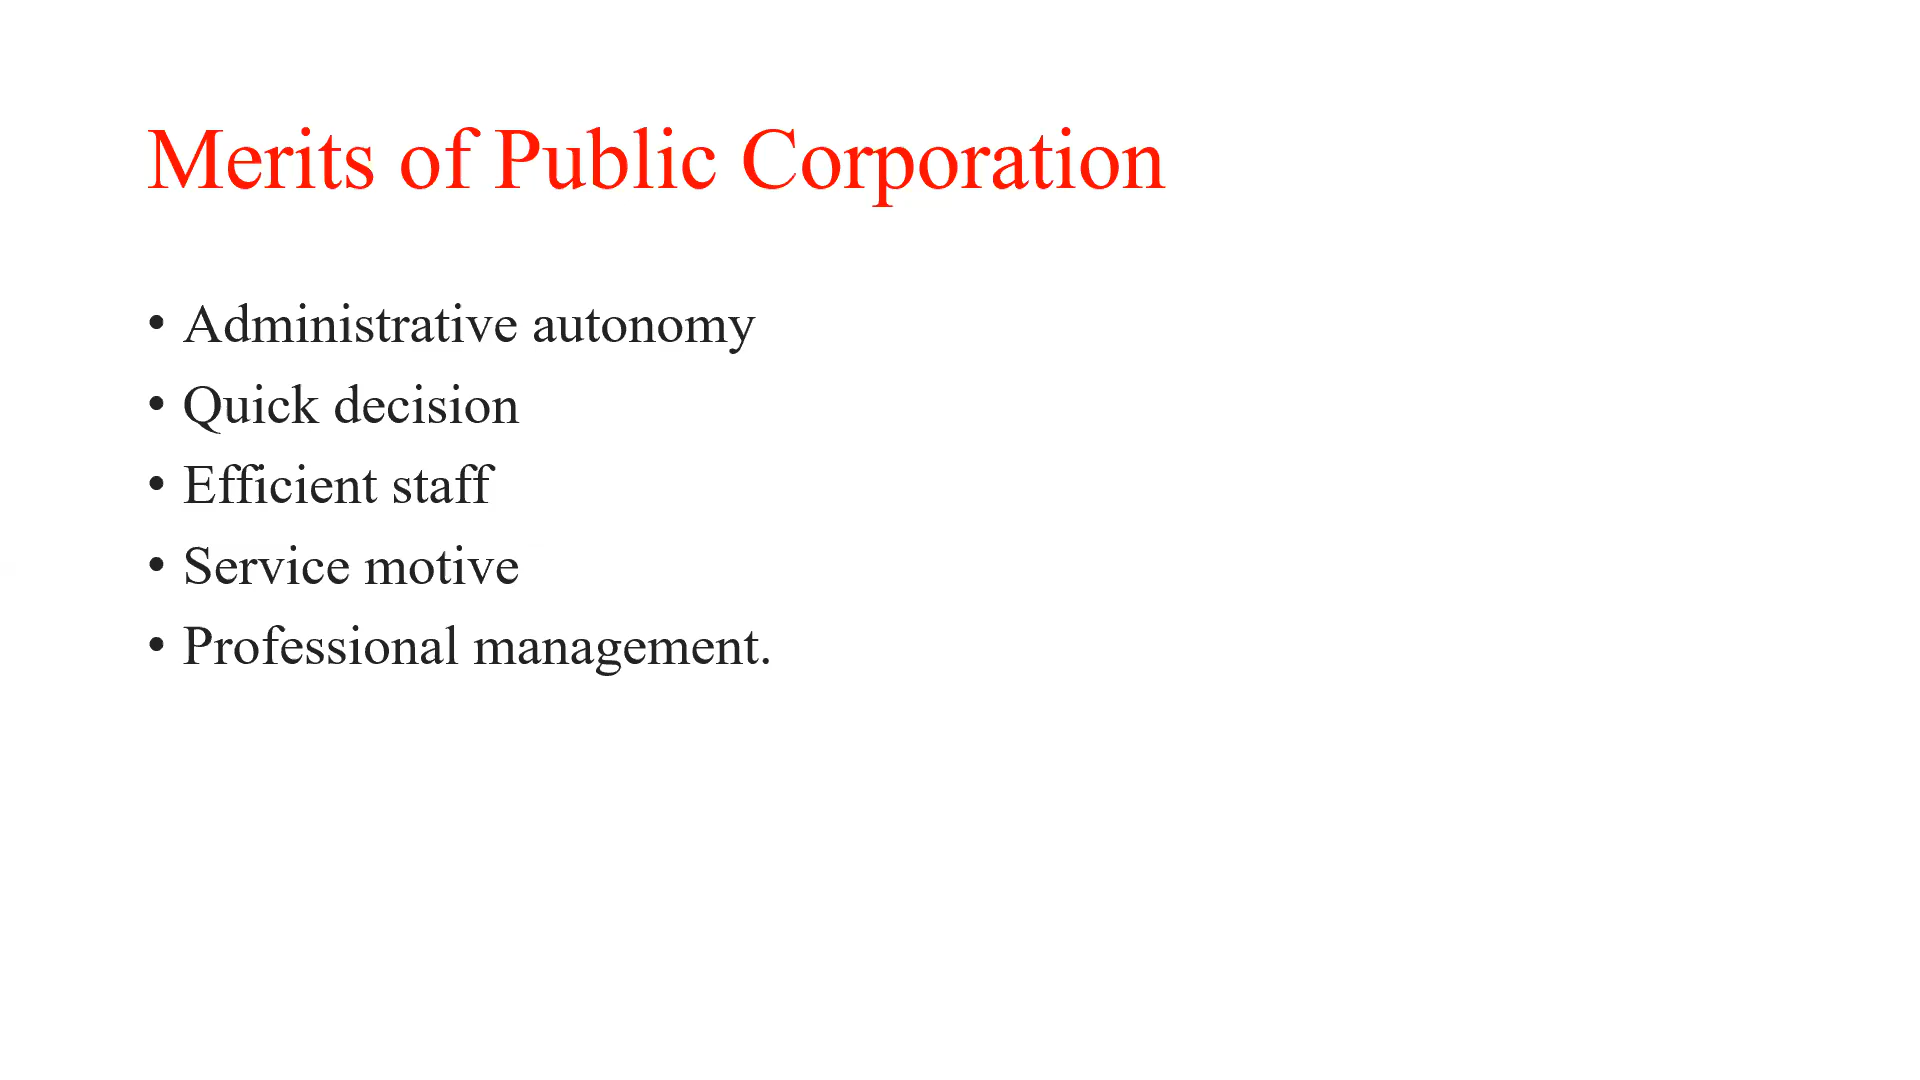 Merits of Public Corporation
• Administrative autonomy
• Quick decision
• Efficient staff
• Service motive
• Professional management.